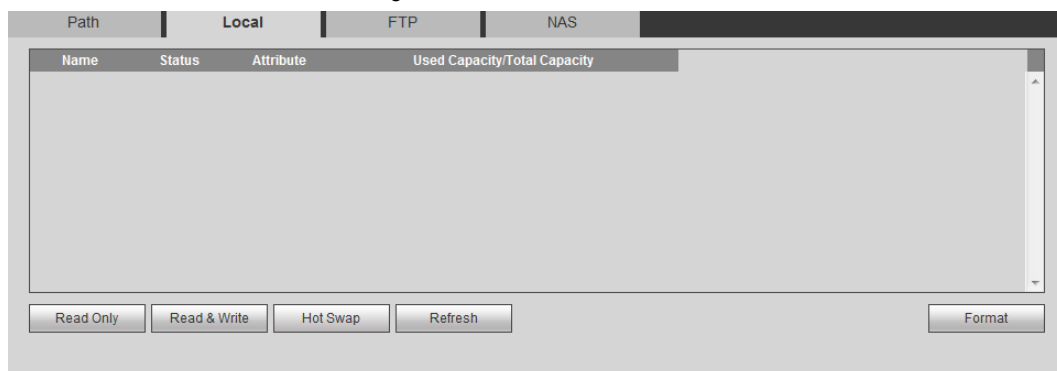 Path Local FTP NAS
Name Status Attribute Used Capacity/Total Capacity
Read Only Read & Write Hot Swap Refresh Format